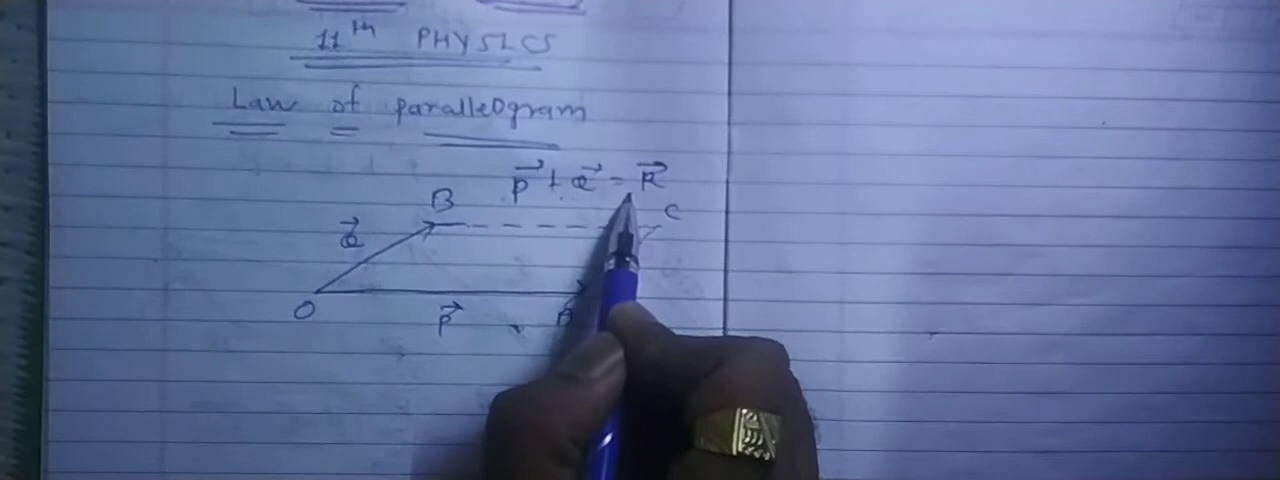 11th PHYSICS
Law of parallelogram
P⃗ + Q⃗ = R⃗
B
C
Q⃗
O
P⃗
A